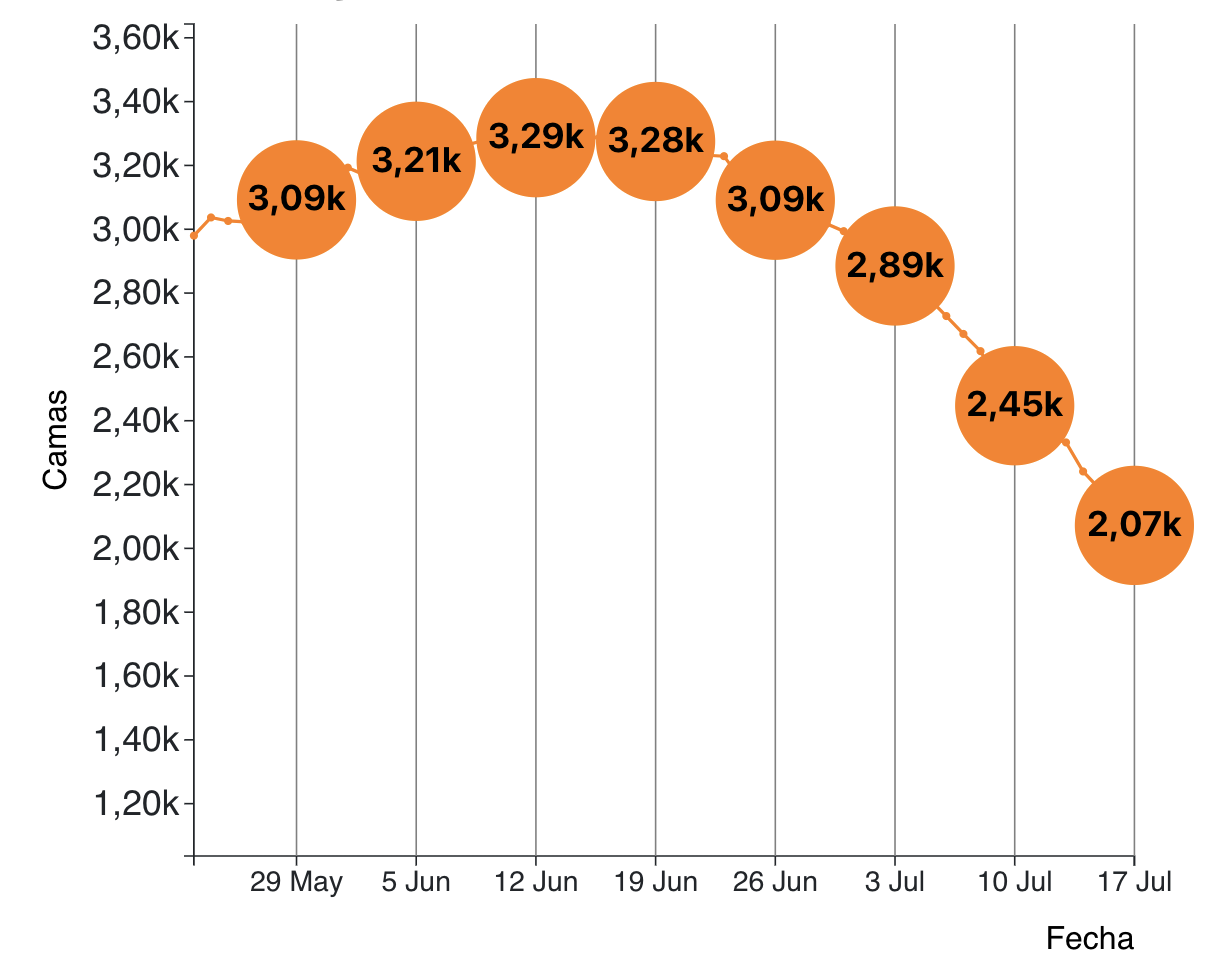 3,60k
3,40k
3,20k
3,00k
2,80k
2,60k
2,40k
2,20k
2,00k
1,80k
1,60k
1,40k
1,20k
Camas
3,09k
3,21k
3,29k
3,28k
3,09k
2,89k
2,45k
2,07k
29 May 5 Jun 12 Jun 19 Jun 26 Jun 3 Jul 10 Jul 17 Jul
Fecha